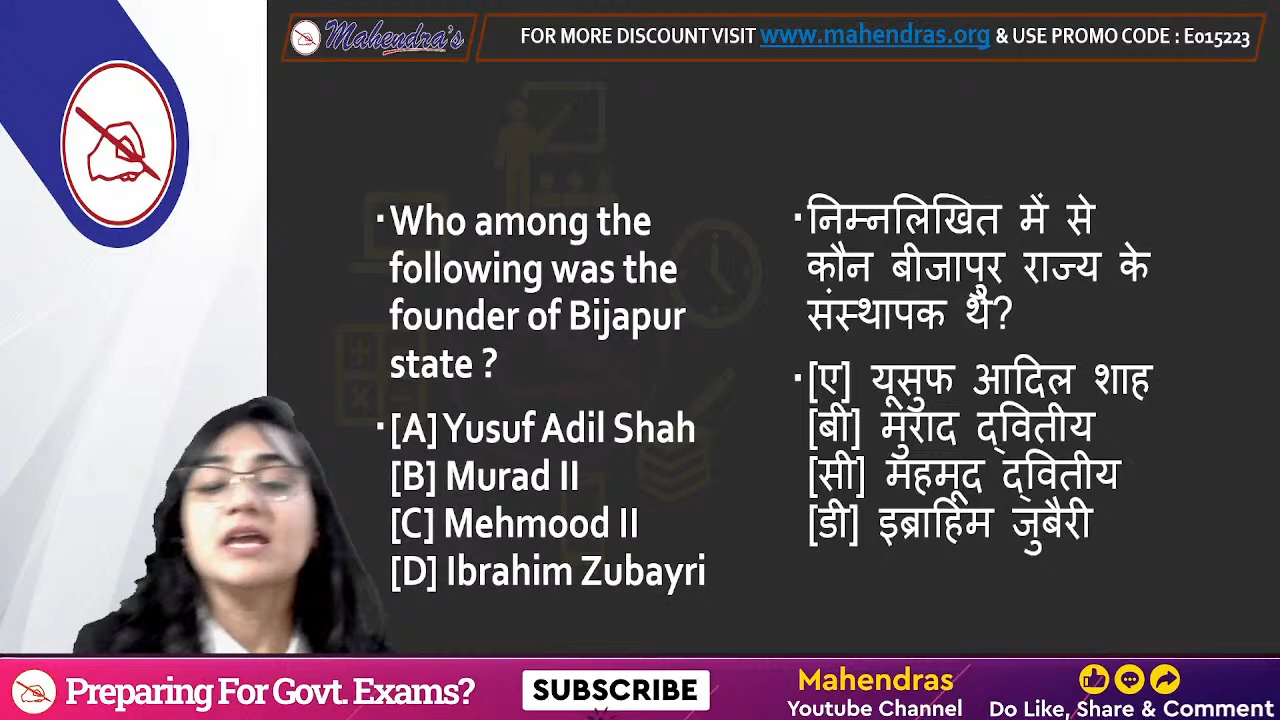 Mahendra's
FOR MORE DISCOUNT VISIT www.mahendras.org & USE PROMO CODE : E015223
Who among the
following was the
founder of Bijapur
state ?
[A] Yusuf Adil Shah
[B] Murad II
[C] Mehmood II
[D] Ibrahim Zubayri
निम्नलिखित में से
कौन बीजापुर राज्य के
संस्थापक थे?
[ए] यूसुफ आदिल शाह
[बी] मुराद द्वितीय
[सी] महमूद द्वितीय
[डी] इब्राहिम जुबैरी
Preparing For Govt. Exams?
SUBSCRIBE
Mahendras
Youtube Channel
Do Like, Share & Comment